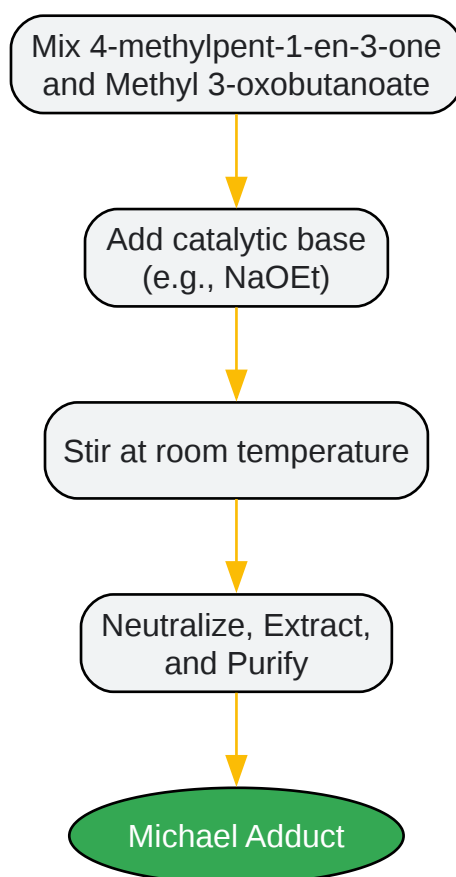 Mix 4-methylpent-1-en-3-one
and Methyl 3-oxobutanoate
Add catalytic base
(e.g., NaOEt)
Stir at room temperature
Neutralize, Extract,
and Purify
Michael Adduct